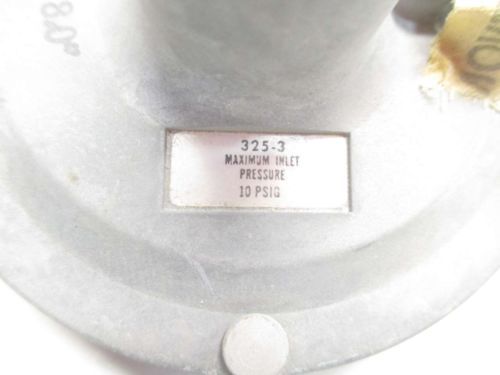 325-3
MAXIMUM INLET
PRESSURE
10 PSIG